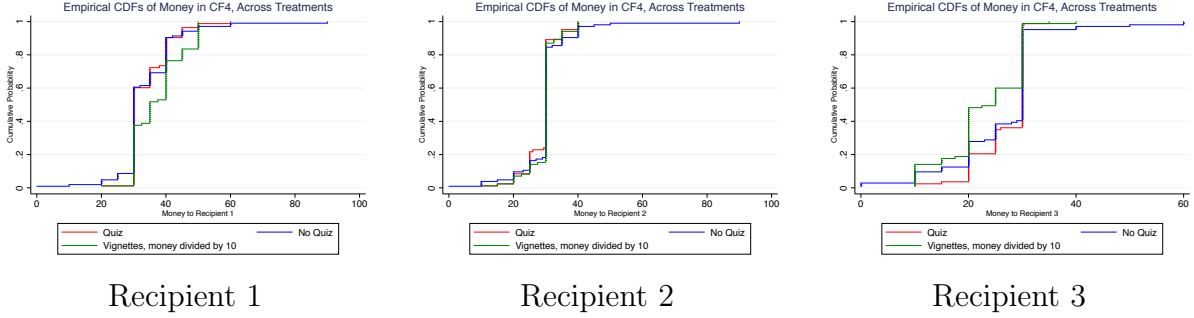 Empirical CDFs of Money in CF4, Across Treatments
Cumulative Probability
1
.8
.6
.4
.2
0
0 20 40 60 80 100
Money to Recipient 1
Quiz No Quiz
Vignettes, money divided by 10
Recipient 1
Empirical CDFs of Money in CF4, Across Treatments
Cumulative Probability
1
.8
.6
.4
.2
0
0 20 40 60 80 100
Money to Recipient 2
Quiz No Quiz
Vignettes, money divided by 10
Recipient 2
Empirical CDFs of Money in CF4, Across Treatments
Cumulative Probability
1
.8
.6
.4
.2
0
0 20 40 60
Money to Recipient 3
Quiz No Quiz
Vignettes, money divided by 10
Recipient 3